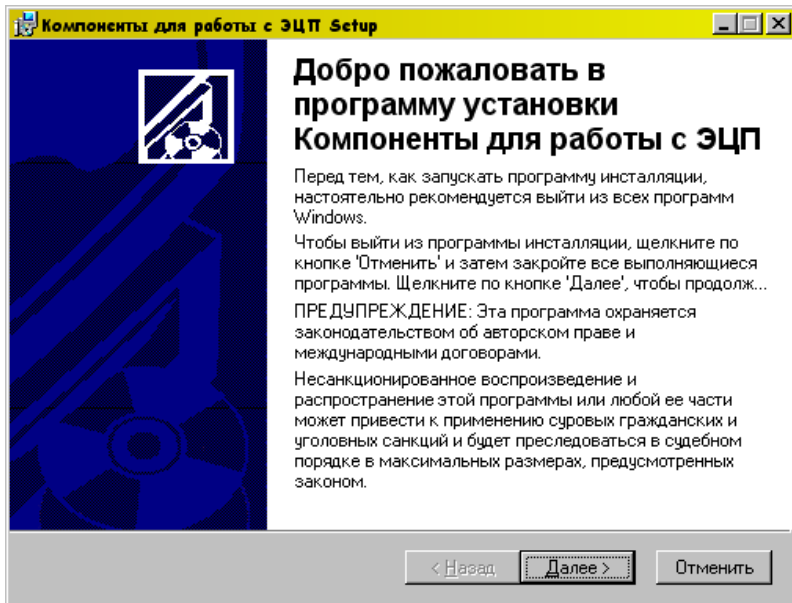 Компоненты для работы с ЭЦП Setup
Добро пожаловать в
программу установки
Компоненты для работы с ЭЦП
Перед тем, как запускать программу инсталляции,
настоятельно рекомендуется выйти из всех программ
Windows.
Чтобы выйти из программы инсталляции, щелкните по
кнопке 'Отменить' и затем закройте все выполняющиеся
программы. Щелкните по кнопке 'Далее', чтобы продолж...
ПРЕДУПРЕЖДЕНИЕ: Эта программа охраняется
законодательством об авторском праве и
международными договорами.
Несанкционированное воспроизведение и
распространение этой программы или любой ее части
может привести к применению суровых гражданских и
уголовных санкций и будет преследоваться в судебном
порядке в максимальных размерах, предусмотренных
законом.
< Назад
Далее >
Отменить